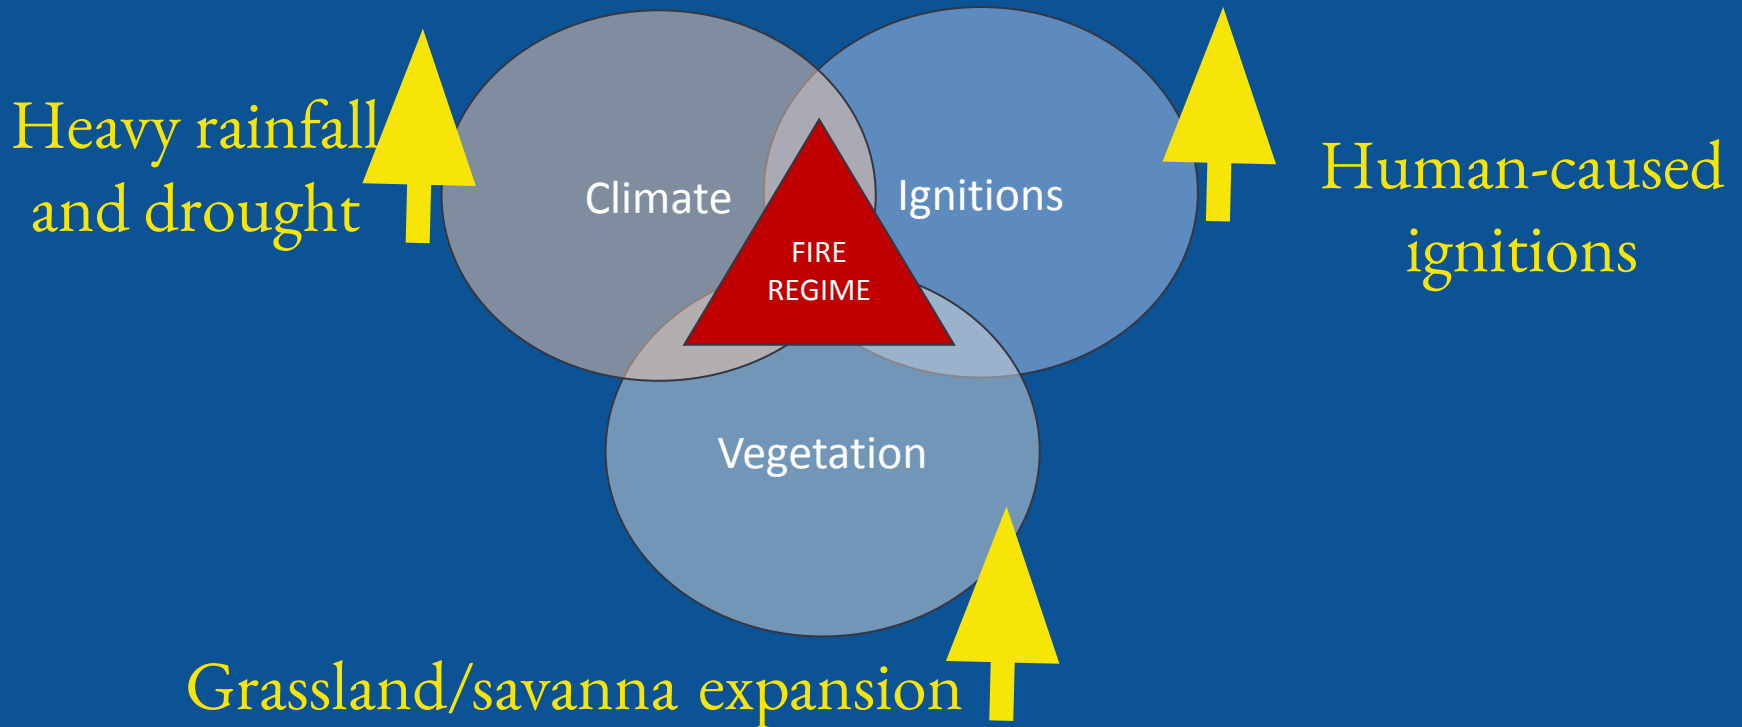 Heavy rainfall
and drought
Climate
Ignitions
FIRE
REGIME
Human-caused
ignitions
Vegetation
Grassland/savanna expansion